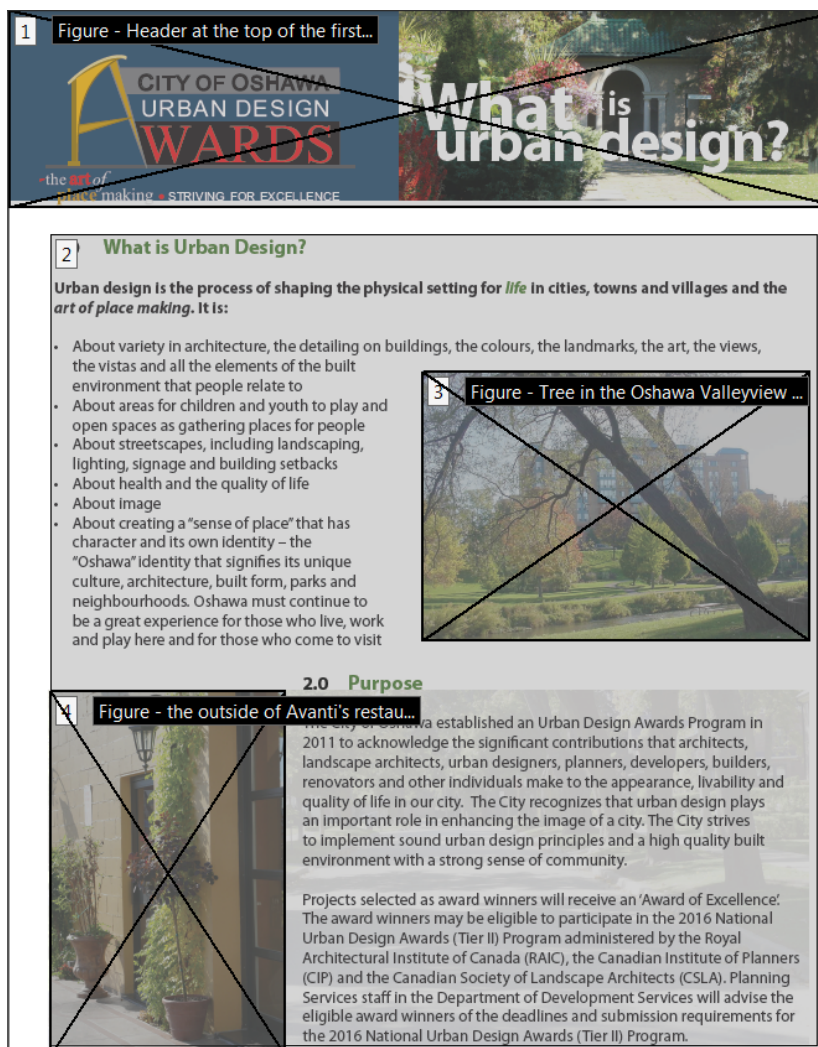 1 Figure - Header at the top of the first...
CITY OF OSHAWA
URBAN DESIGN
AWARDS
-the art of
place making • STRIVING FOR EXCELLENCE
What is
urban design?
2 What is Urban Design?
Urban design is the process of shaping the physical setting for life in cities, towns and villages and the
art of place making. It is:
• About variety in architecture, the detailing on buildings, the colours, the landmarks, the art, the views,
the vistas and all the elements of the built
environment that people relate to
• About areas for children and youth to play and
open spaces as gathering places for people
• About streetscapes, including landscaping,
lighting, signage and building setbacks
• About health and the quality of life
• About image
• About creating a "sense of place" that has
character and its own identity – the
"Oshawa" identity that signifies its unique
culture, architecture, built form, parks and
neighbourhoods. Oshawa must continue to
be a great experience for those who live, work
and play here and for those who come to visit
3 Figure - Tree in the Oshawa Valleyview ...
4 Figure - the outside of Avanti's restau...
2.0 Purpose
The City of Oshawa established an Urban Design Awards Program in
2011 to acknowledge the significant contributions that architects,
landscape architects, urban designers, planners, developers, builders,
renovators and other individuals make to the appearance, livability and
quality of life in our city. The City recognizes that urban design plays
an important role in enhancing the image of a city. The City strives
to implement sound urban design principles and a high quality built
environment with a strong sense of community.
Projects selected as award winners will receive an 'Award of Excellence'.
The award winners may be eligible to participate in the 2016 National
Urban Design Awards (Tier II) Program administered by the Royal
Architectural Institute of Canada (RAIC), the Canadian Institute of Planners
(CIP) and the Canadian Society of Landscape Architects (CSLA). Planning
Services staff in the Department of Development Services will advise the
eligible award winners of the deadlines and submission requirements for
the 2016 National Urban Design Awards (Tier II) Program.